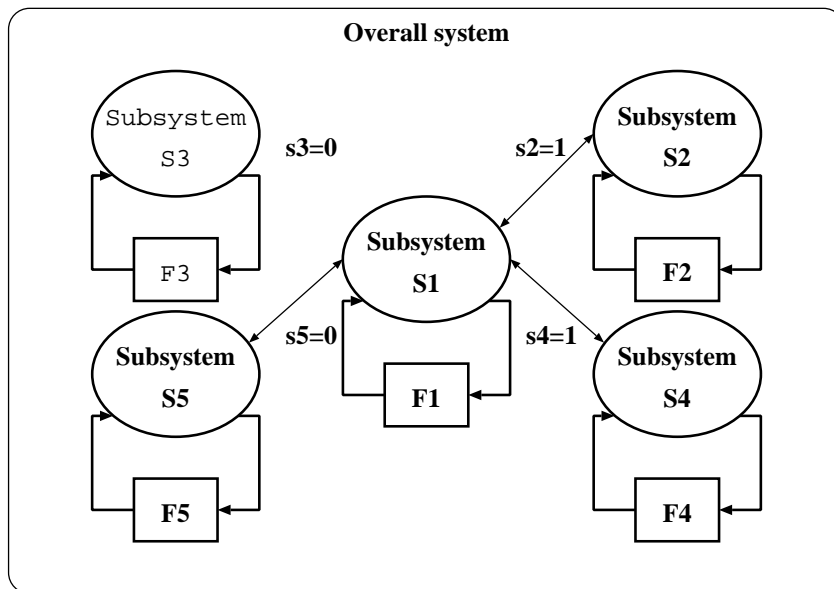 Overall system
Subsystem
S3
s3=0
s2=1
Subsystem
S2
F3
Subsystem
S1
F2
s5=0
s4=1
Subsystem
S5
F1
Subsystem
S4
F5
F4